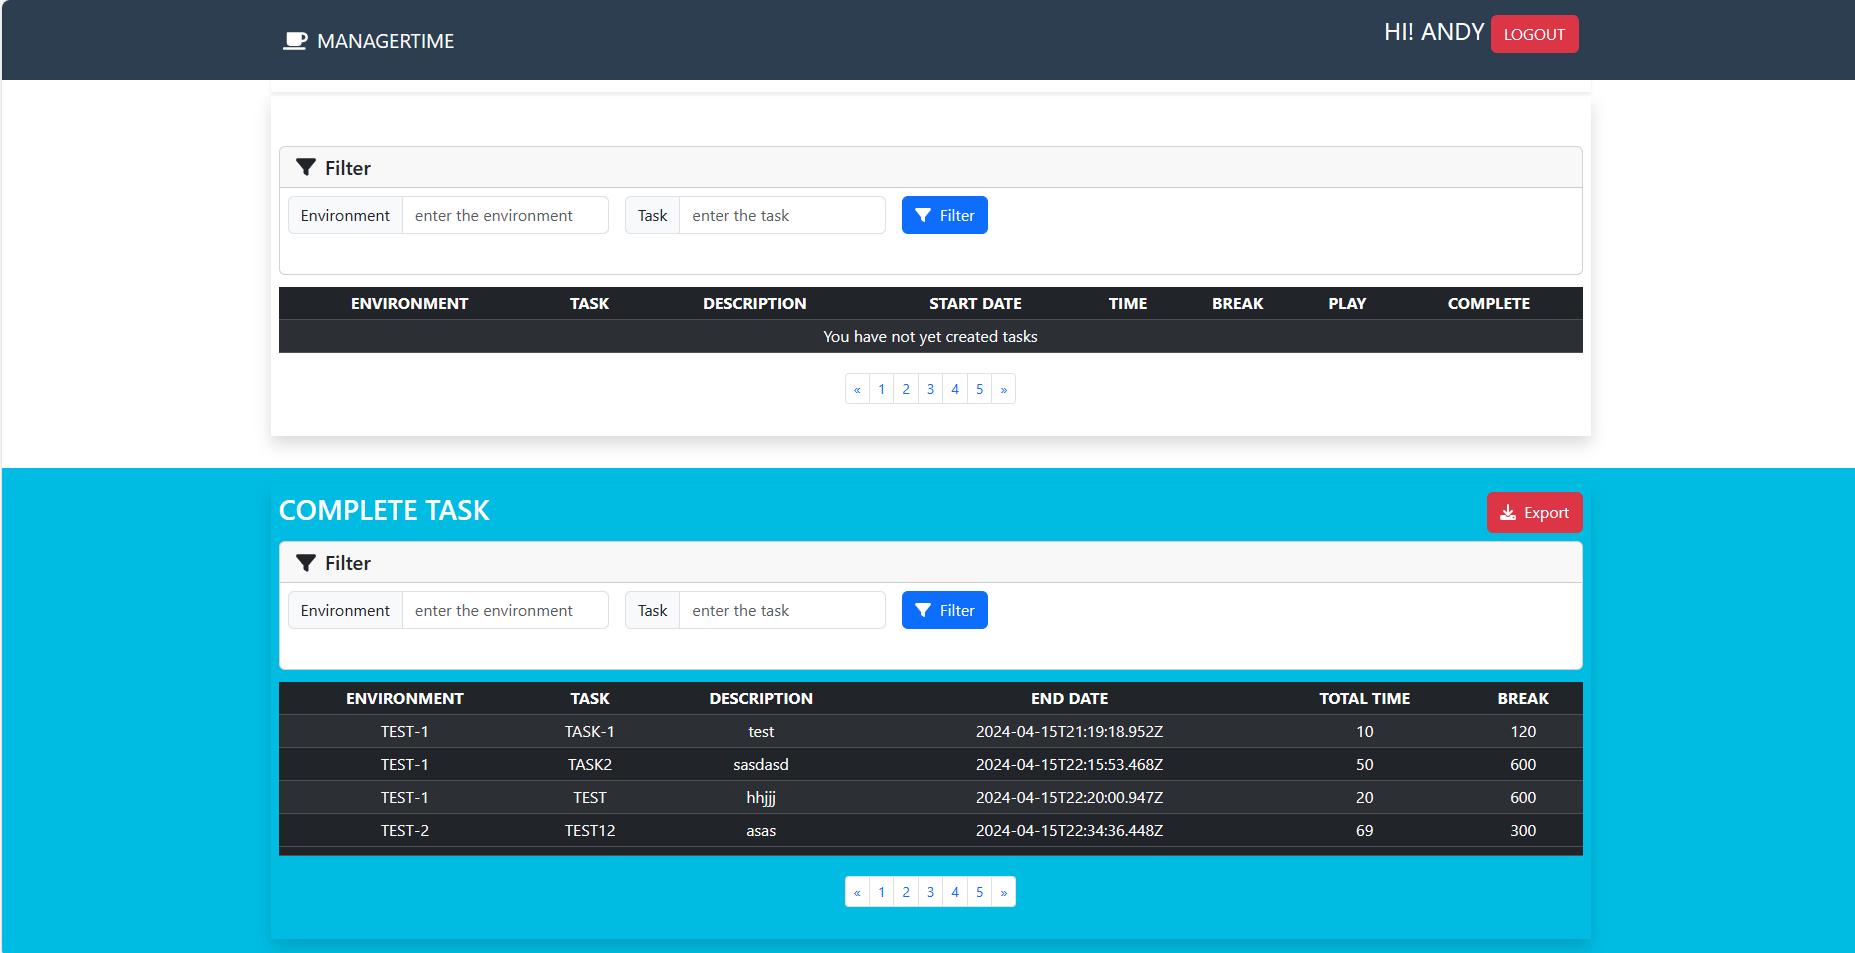 MANAGERTIME
HI! ANDY LOGOUT
Filter
Environment enter the environment Task enter the task Filter
ENVIRONMENT TASK DESCRIPTION START DATE TIME BREAK PLAY COMPLETE
You have not yet created tasks
« 1 2 3 4 5 »
COMPLETE TASK Export
Filter
Environment enter the environment Task enter the task Filter
ENVIRONMENT TASK DESCRIPTION END DATE TOTAL TIME BREAK
TEST-1 TASK-1 test 2024-04-15T21:19:18.952Z 10 120
TEST-1 TASK2 sasdasd 2024-04-15T22:15:53.468Z 50 600
TEST-1 TEST hhjjj 2024-04-15T22:20:00.947Z 20 600
TEST-2 TEST12 asas 2024-04-15T22:34:36.448Z 69 300
« 1 2 3 4 5 »